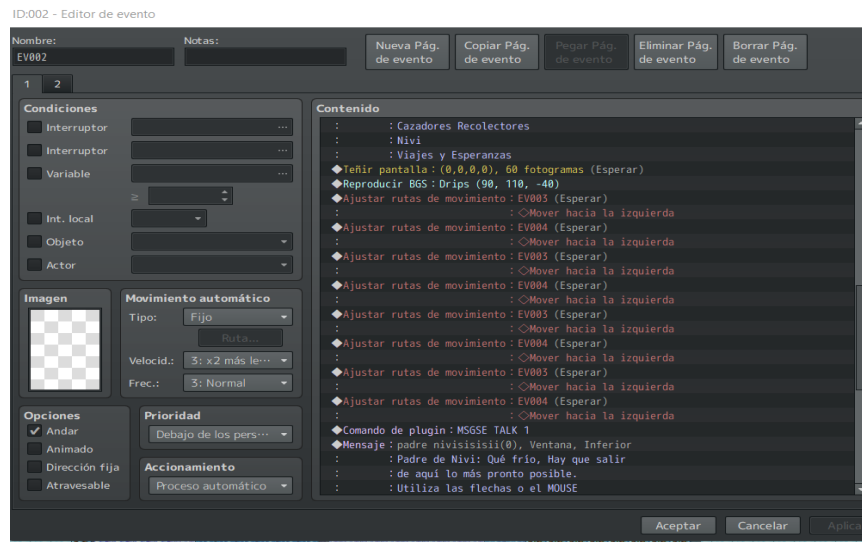 ID:002 - Editor de evento
Nombre:
Notas:
EV002
Nueva Pág. de evento
Copiar Pág. de evento
Pegar Pág. de evento
Eliminar Pág. de evento
Borrar Pág. de evento
1 2
Condiciones
Interruptor ...
Interruptor ...
Variable ...
≥
Int. local
Objeto
Actor
Imagen
Movimiento automático
Tipo: Fijo
Ruta...
Velocid.: 3: x2 más le...
Frec.: 3: Normal
Opciones
Andar
Animado
Dirección fija
Atravesable
Prioridad
Debajo de los pers...
Accionamiento
Proceso automático
Contenido
: : Cazadores Recolectores
: : Nivi
: : Viajes y Esperanzas
◆Teñir pantalla：(0,0,0,0), 60 fotogramas (Esperar)
◆Reproducir BGS：Drips (90, 110, -40)
◆Ajustar rutas de movimiento：EV003 (Esperar)
: : ◇Mover hacia la izquierda
◆Ajustar rutas de movimiento：EV004 (Esperar)
: : ◇Mover hacia la izquierda
◆Ajustar rutas de movimiento：EV003 (Esperar)
: : ◇Mover hacia la izquierda
◆Ajustar rutas de movimiento：EV004 (Esperar)
: : ◇Mover hacia la izquierda
◆Ajustar rutas de movimiento：EV003 (Esperar)
: : ◇Mover hacia la izquierda
◆Ajustar rutas de movimiento：EV004 (Esperar)
: : ◇Mover hacia la izquierda
◆Ajustar rutas de movimiento：EV003 (Esperar)
: : ◇Mover hacia la izquierda
◆Ajustar rutas de movimiento：EV004 (Esperar)
: : ◇Mover hacia la izquierda
◆Comando de plugin：MSGSE TALK 1
◆Mensaje：padre nivisisisii(0), Ventana, Inferior
: : Padre de Nivi: Qué frío, Hay que salir
: : de aquí lo más pronto posible.
: : Utiliza las flechas o el MOUSE
Aceptar
Cancelar
Aplica